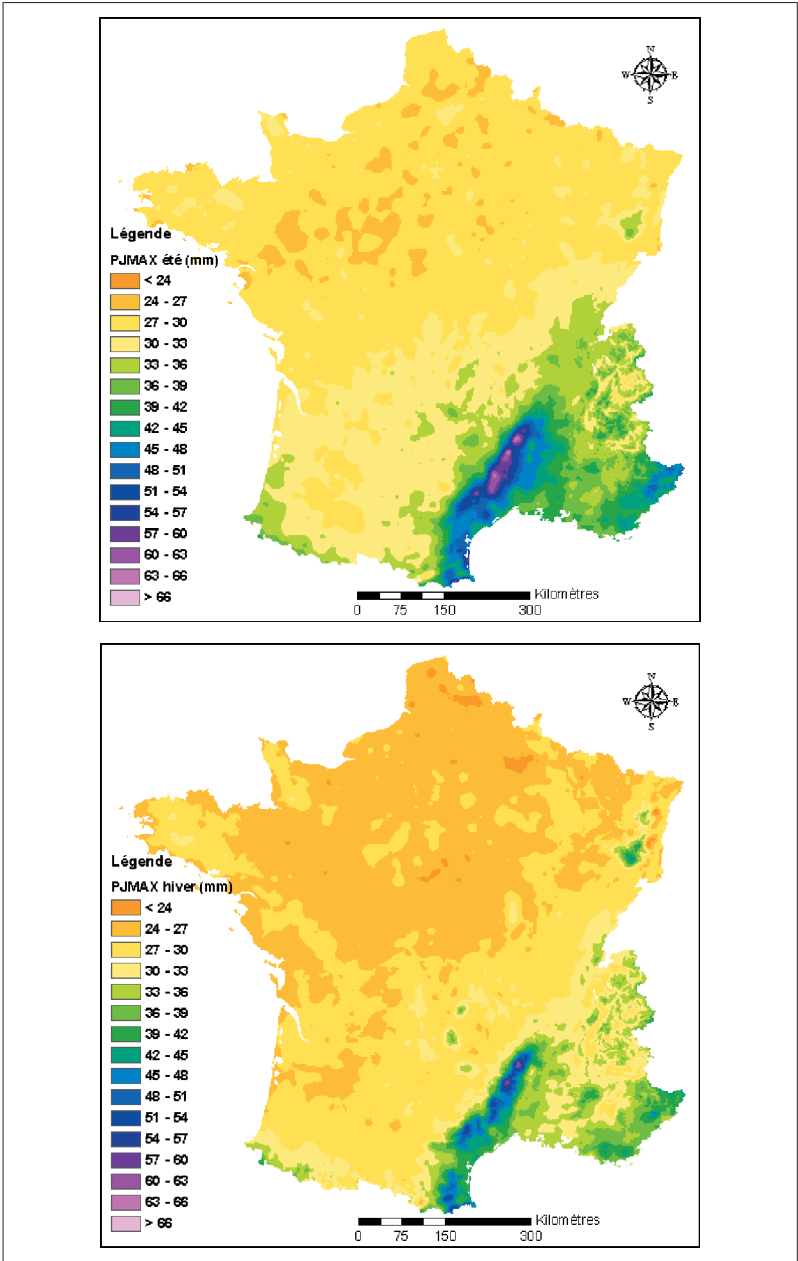 N
W E
S
Légende
PJMAX été (mm)
< 24
24 - 27
27 - 30
30 - 33
33 - 36
36 - 39
39 - 42
42 - 45
45 - 48
48 - 51
51 - 54
54 - 57
57 - 60
60 - 63
63 - 66
> 66
Kilomètres
0 75 150 300
N
W E
S
Légende
PJMAX hiver (mm)
< 24
24 - 27
27 - 30
30 - 33
33 - 36
36 - 39
39 - 42
42 - 45
45 - 48
48 - 51
51 - 54
54 - 57
57 - 60
60 - 63
63 - 66
> 66
Kilomètres
0 75 150 300